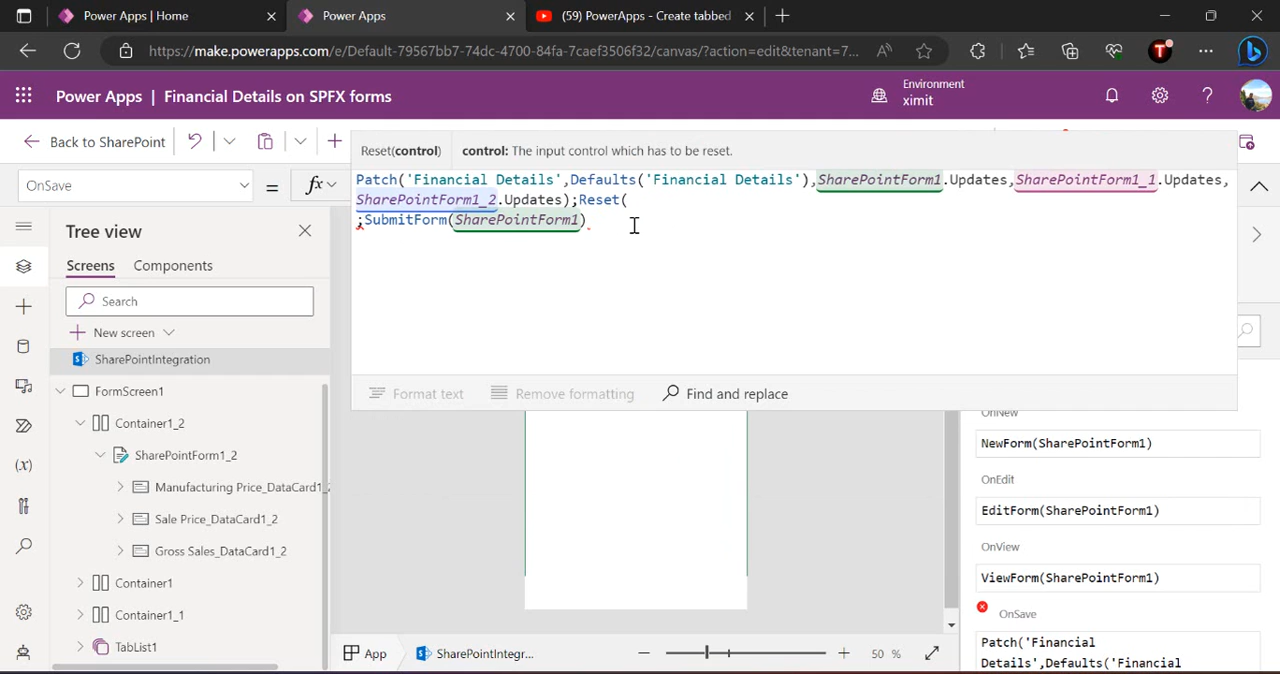 Power Apps | Home
Power Apps
(59) PowerApps - Create tabbed
https://make.powerapps.com/e/Default-79567bb7-74dc-4700-84fa-7caef3506f32/canvas/?action=edit&tenant=7...
Power Apps | Financial Details on SPFX forms
Environment
ximit
Back to SharePoint
Reset(control) control: The input control which has to be reset.
OnSave
= fx
Patch('Financial Details',Defaults('Financial Details'),SharePointForm1.Updates,SharePointForm1_1.Updates,
SharePointForm1_2.Updates);Reset(
;SubmitForm(SharePointForm1)
Format text
Remove formatting
Find and replace
Tree view
Screens
Components
Search
New screen
SharePointIntegration
FormScreen1
Container1_2
SharePointForm1_2
Manufacturing Price_DataCard1_2
Sale Price_DataCard1_2
Gross Sales_DataCard1_2
Container1
Container1_1
TabList1
OnNew
NewForm(SharePointForm1)
OnEdit
EditForm(SharePointForm1)
OnView
ViewForm(SharePointForm1)
OnSave
Patch('Financial
Details',Defaults('Financial
App
SharePointIntegr...
50 %